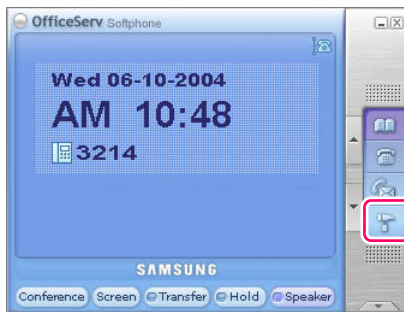 OfficeServ Softphone
Wed 06-10-2004
AM 10:48
3214
SAMSUNG
Conference Screen Transfer Hold Speaker